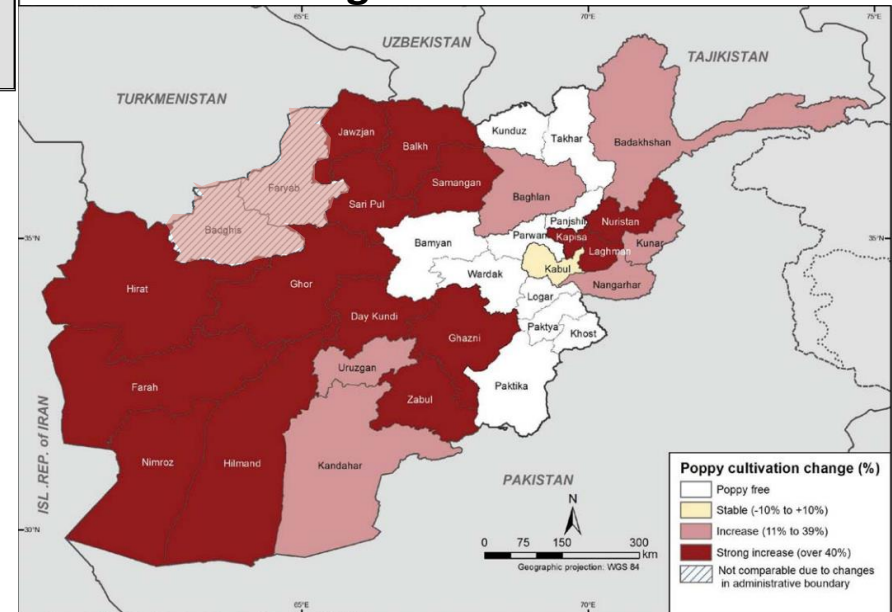 65°E
70°E
75°E
UZBEKISTAN
TAJIKISTAN
TURKMENISTAN
Jawzjan
Balkh
Kunduz
Takhar
Badakhshan
Faryab
Samangan
Baghlan
Sari Pul
Badghis
35°N
Panjshir
Nuristan
35°N
Bamyan
Parwan
Kapisa
Laghman
Kunar
Kabul
Wardak
Nangarhar
Hirat
Ghor
Logar
Day Kundi
Ghazni
Paktya
Khost
Uruzgan
Farah
Zabul
Paktika
ISL .REP. of IRAN
Nimroz
Hilmand
Kandahar
PAKISTAN
N
30°N
0 75 150 300
km
Geographic projection: WGS 84
Poppy cultivation change (%)
Poppy free
Stable (-10% to +10%)
Increase (11% to 39%)
Strong increase (over 40%)
Not comparable due to changes
in administrative boundary
65°E
70°E